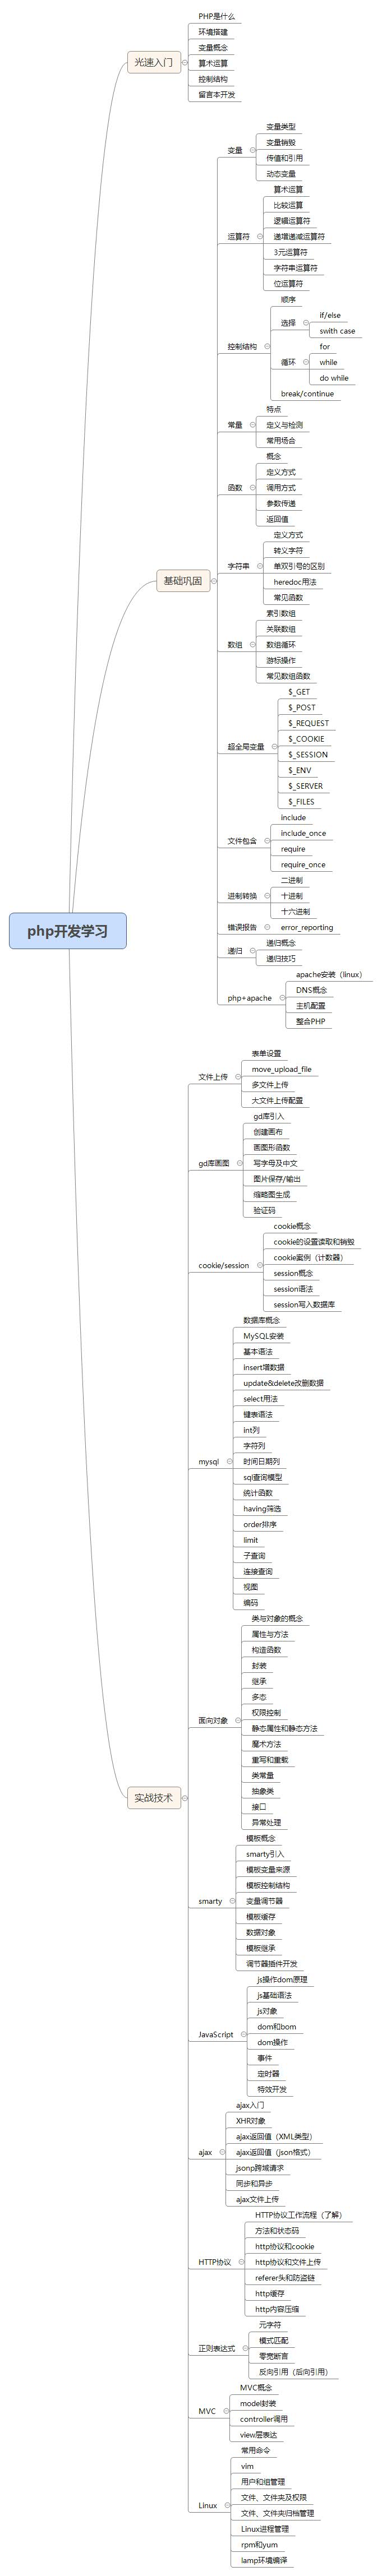 php开发学习
光速入门
PHP是什么
环境搭建
变量概念
算术运算
控制结构
留言本开发
基础巩固
变量
变量类型
变量销毁
传值和引用
动态变量
运算符
算术运算
比较运算
逻辑运算符
递增递减运算符
3元运算符
字符串运算符
位运算符
控制结构
顺序
选择
if/else
swith case
循环
for
while
do while
break/continue
常量
特点
定义与检测
常用场合
函数
概念
定义方式
调用方式
参数传递
返回值
字符串
定义方式
转义字符
单双引号的区别
heredoc用法
常见函数
数组
索引数组
关联数组
数组循环
游标操作
常见数组函数
超全局变量
$_GET
$_POST
$_REQUEST
$_COOKIE
$_SESSION
$_ENV
$_SERVER
$_FILES
文件包含
include
include_once
require
require_once
进制转换
二进制
十进制
十六进制
错误报告
error_reporting
递归
递归概念
递归技巧
php+apache
apache安装（linux）
DNS概念
主机配置
整合PHP
实战技术
文件上传
表单设置
move_upload_file
多文件上传
大文件上传配置
gd库画图
gd库引入
创建画布
画图形函数
写字母及中文
图片保存/输出
缩略图生成
验证码
cookie/session
cookie概念
cookie的设置读取和销毁
cookie案例（计数器）
session概念
session语法
session写入数据库
mysql
数据库概念
MySQL安装
基本语法
insert增数据
update&delete改删数据
select用法
键表语法
int列
字符列
时间日期列
sql查询模型
统计函数
having筛选
order排序
limit
子查询
连接查询
视图
编码
面向对象
类与对象的概念
属性与方法
构造函数
封装
继承
多态
权限控制
静态属性和静态方法
魔术方法
重写和重载
类常量
抽象类
接口
异常处理
smarty
模板概念
smarty引入
模板变量来源
模板控制结构
变量调节器
模板缓存
数据对象
模板继承
调节器插件开发
JavaScript
js操作dom原理
js基础语法
js对象
dom和bom
dom操作
事件
定时器
特效开发
ajax
ajax入门
XHR对象
ajax返回值（XML类型）
ajax返回值（json格式）
jsonp跨域请求
同步和异步
ajax文件上传
HTTP协议
HTTP协议工作流程（了解）
方法和状态码
http协议和cookie
http协议和文件上传
referer头和防盗链
http缓存
http内容压缩
正则表达式
元字符
模式匹配
零宽断言
反向引用（后向引用）
MVC
MVC概念
model封装
controller调用
view层表达
Linux
常用命令
vim
用户和组管理
文件、文件夹及权限
文件、文件夹归档管理
Linux进程管理
rpm和yum
lamp环境编译